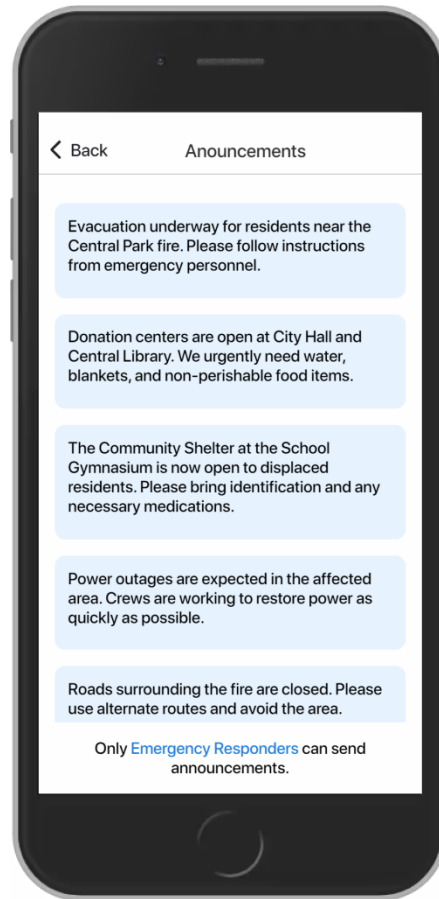 Back
Anouncements
Evacuation underway for residents near the
Central Park fire. Please follow instructions
from emergency personnel.
Donation centers are open at City Hall and
Central Library. We urgently need water,
blankets, and non-perishable food items.
The Community Shelter at the School
Gymnasium is now open to displaced
residents. Please bring identification and any
necessary medications.
Power outages are expected in the affected
area. Crews are working to restore power as
quickly as possible.
Roads surrounding the fire are closed. Please
use alternate routes and avoid the area.
Only Emergency Responders can send
announcements.